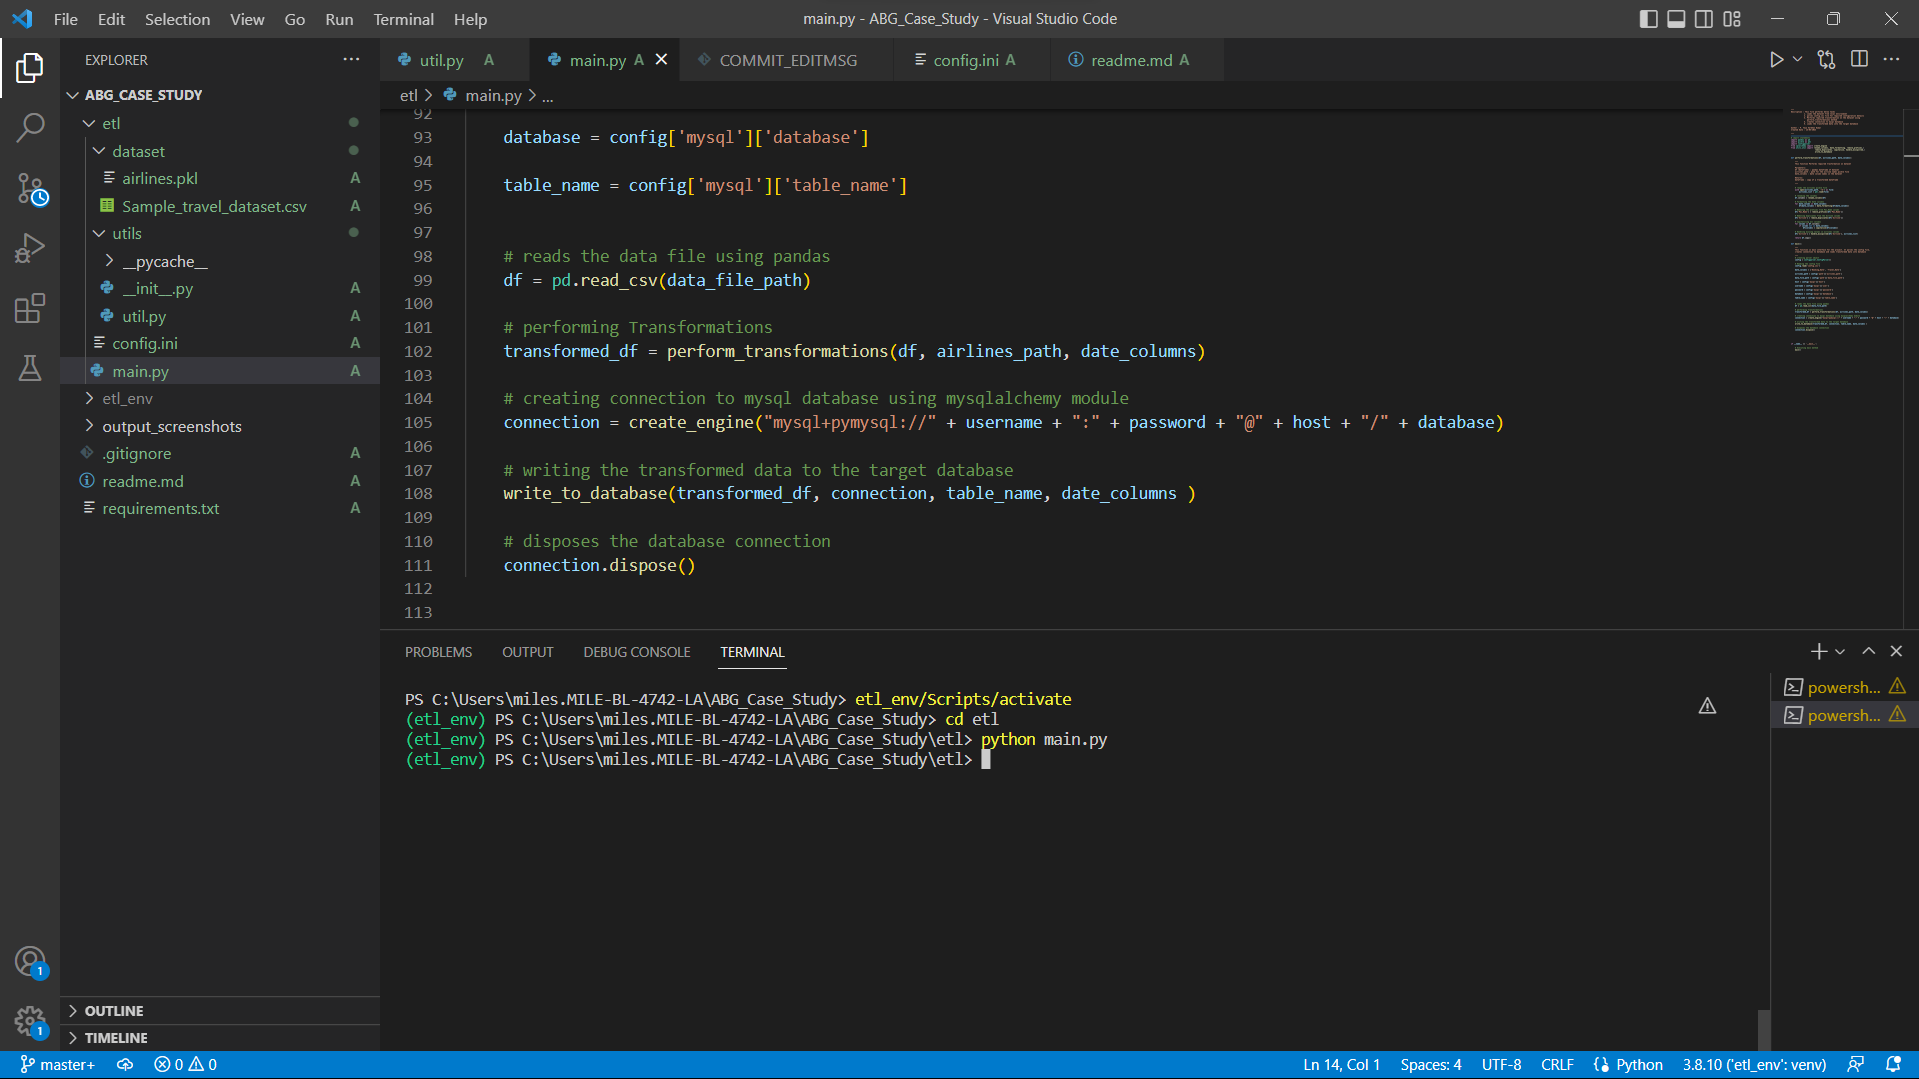 File Edit Selection View Go Run Terminal Help
main.py - ABG_Case_Study - Visual Studio Code
EXPLORER
ABG_CASE_STUDY
etl
dataset
airlines.pkl A
Sample_travel_dataset.csv A
utils
__pycache__
__init__.py A
util.py A
config.ini A
main.py A
etl_env
output_screenshots
.gitignore A
readme.md A
requirements.txt A
OUTLINE
TIMELINE
1
1
util.py A
main.py A
COMMIT_EDITMSG
config.ini A
readme.md A
etl > main.py > ...
92
93 database = config['mysql']['database']
94
95 table_name = config['mysql']['table_name']
96
97
98 # reads the data file using pandas
99 df = pd.read_csv(data_file_path)
100
101 # performing Transformations
102 transformed_df = perform_transformations(df, airlines_path, date_columns)
103
104 # creating connection to mysql database using mysqlalchemy module
105 connection = create_engine("mysql+pymysql://" + username + ":" + password + "@" + host + "/" + database)
106
107 # writing the transformed data to the target database
108 write_to_database(transformed_df, connection, table_name, date_columns )
109
110 # disposes the database connection
111 connection.dispose()
112
113
PROBLEMS OUTPUT DEBUG CONSOLE TERMINAL
PS C:\Users\miles.MILE-BL-4742-LA\ABG_Case_Study> etl_env/Scripts/activate
(etl_env) PS C:\Users\miles.MILE-BL-4742-LA\ABG_Case_Study> cd etl
(etl_env) PS C:\Users\miles.MILE-BL-4742-LA\ABG_Case_Study\etl> python main.py
(etl_env) PS C:\Users\miles.MILE-BL-4742-LA\ABG_Case_Study\etl>
powersh...
powersh...
master+ 0 0 Ln 14, Col 1 Spaces: 4 UTF-8 CRLF Python 3.8.10 ('etl_env': venv)